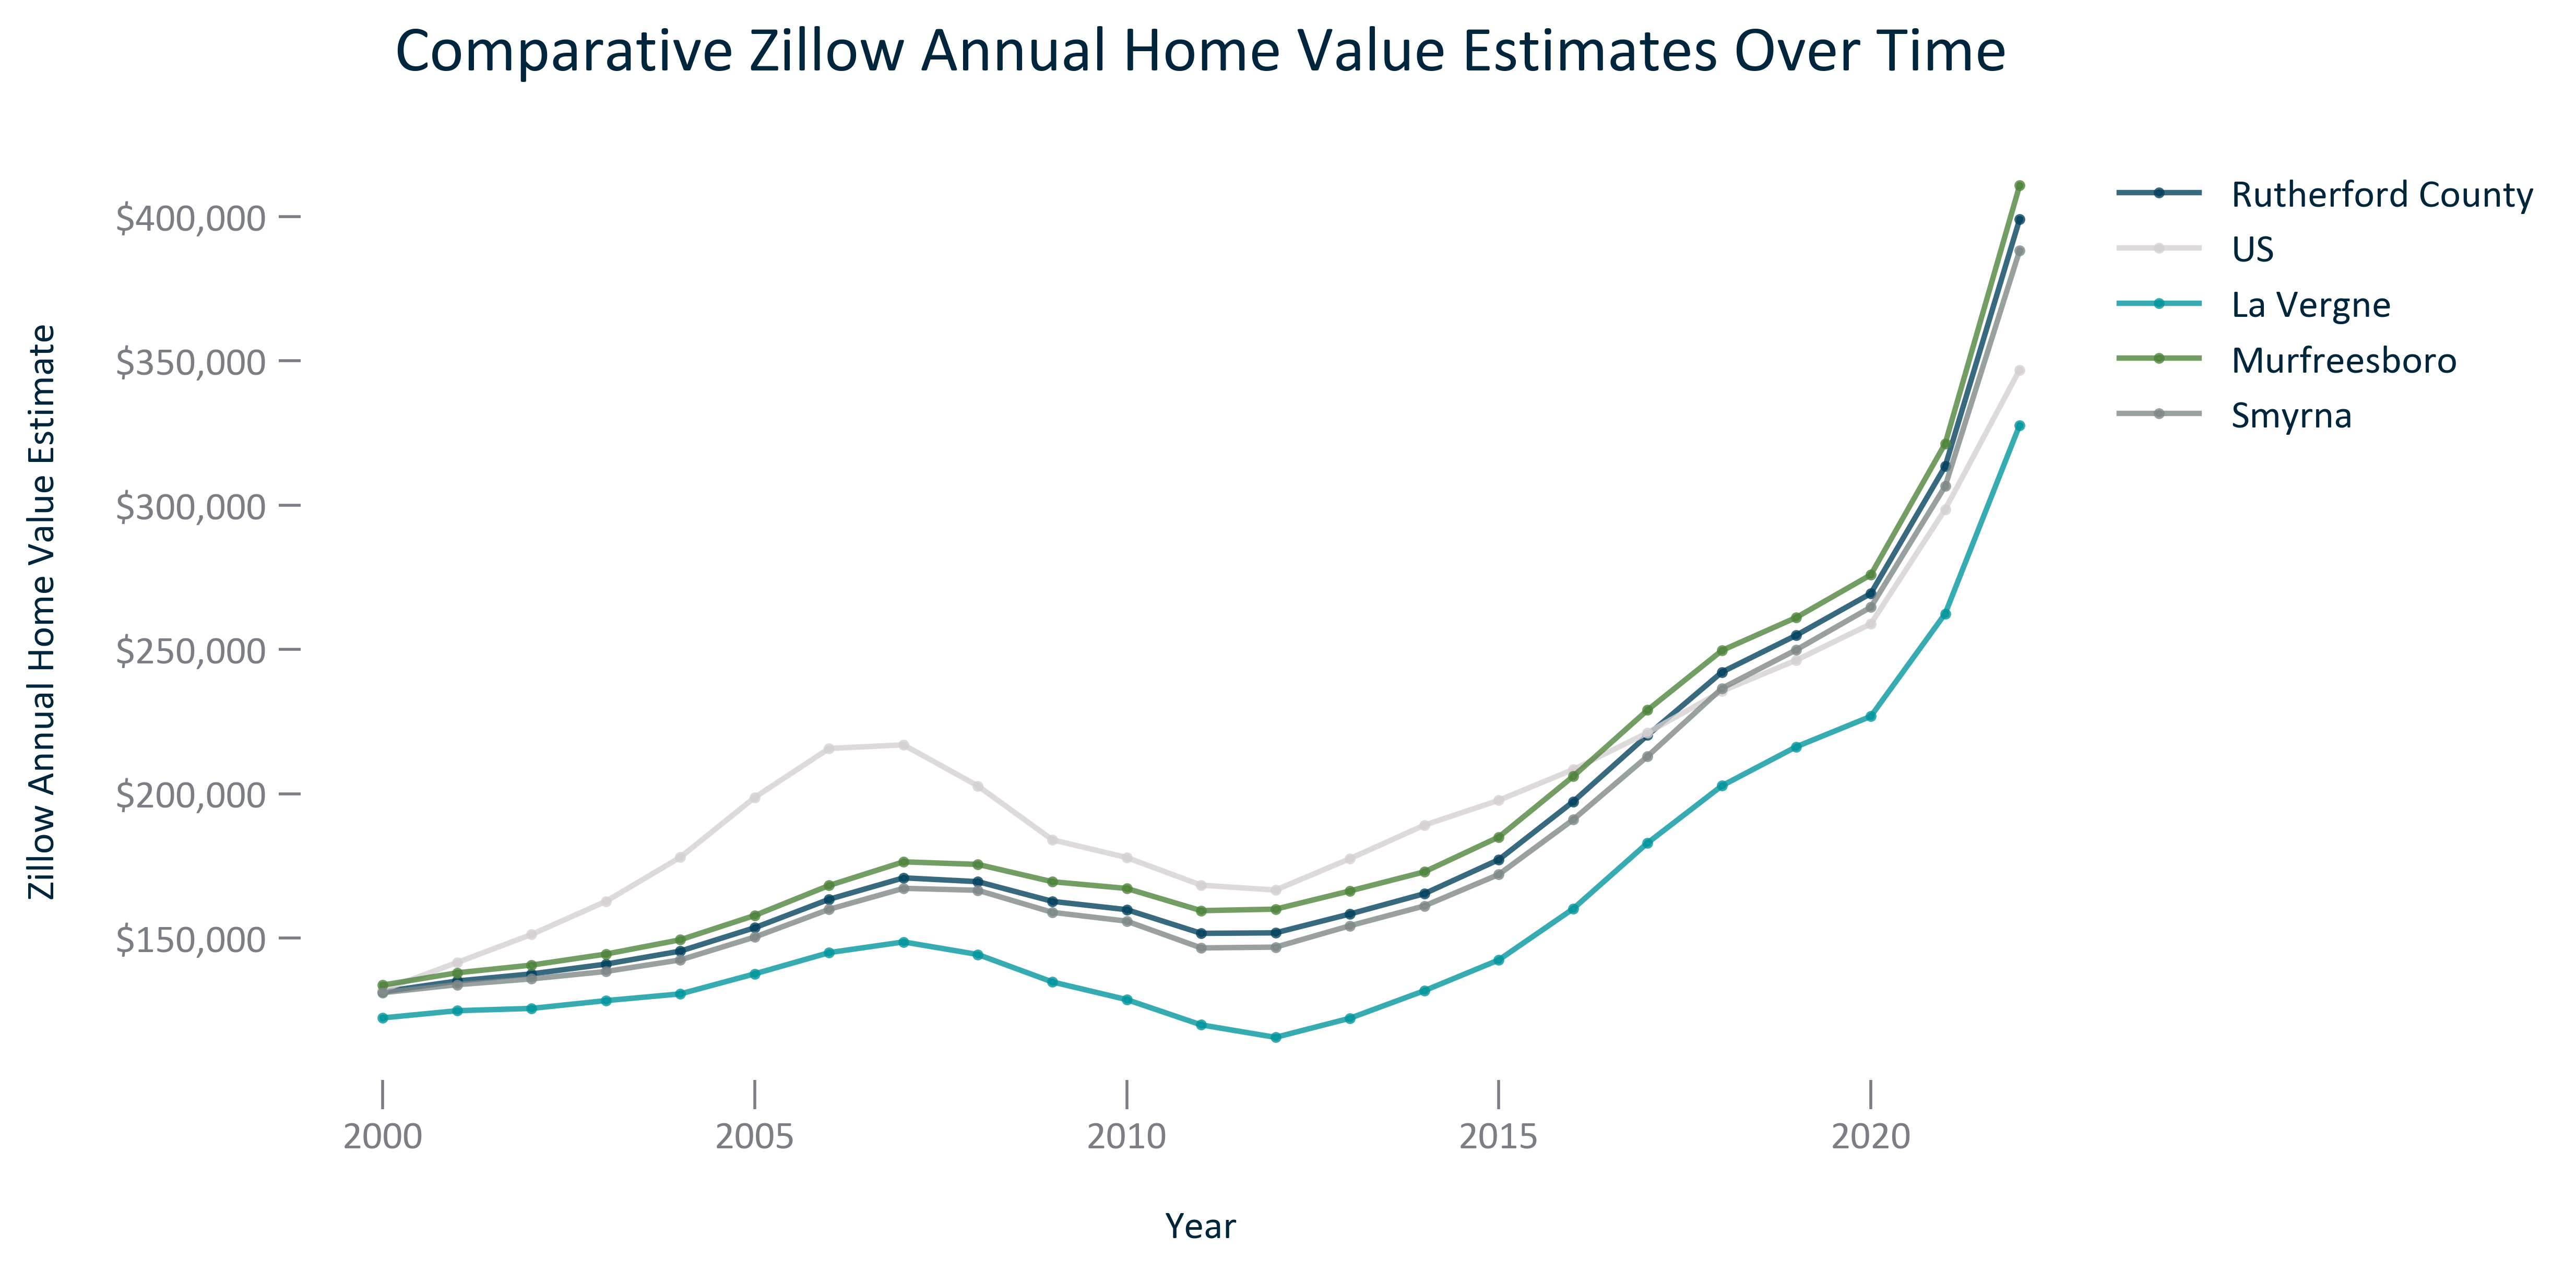 Comparative Zillow Annual Home Value Estimates Over Time
Zillow Annual Home Value Estimate
$400,000
$350,000
$300,000
$250,000
$200,000
$150,000
2000
2005
2010
2015
2020
Year
Rutherford County
US
La Vergne
Murfreesboro
Smyrna